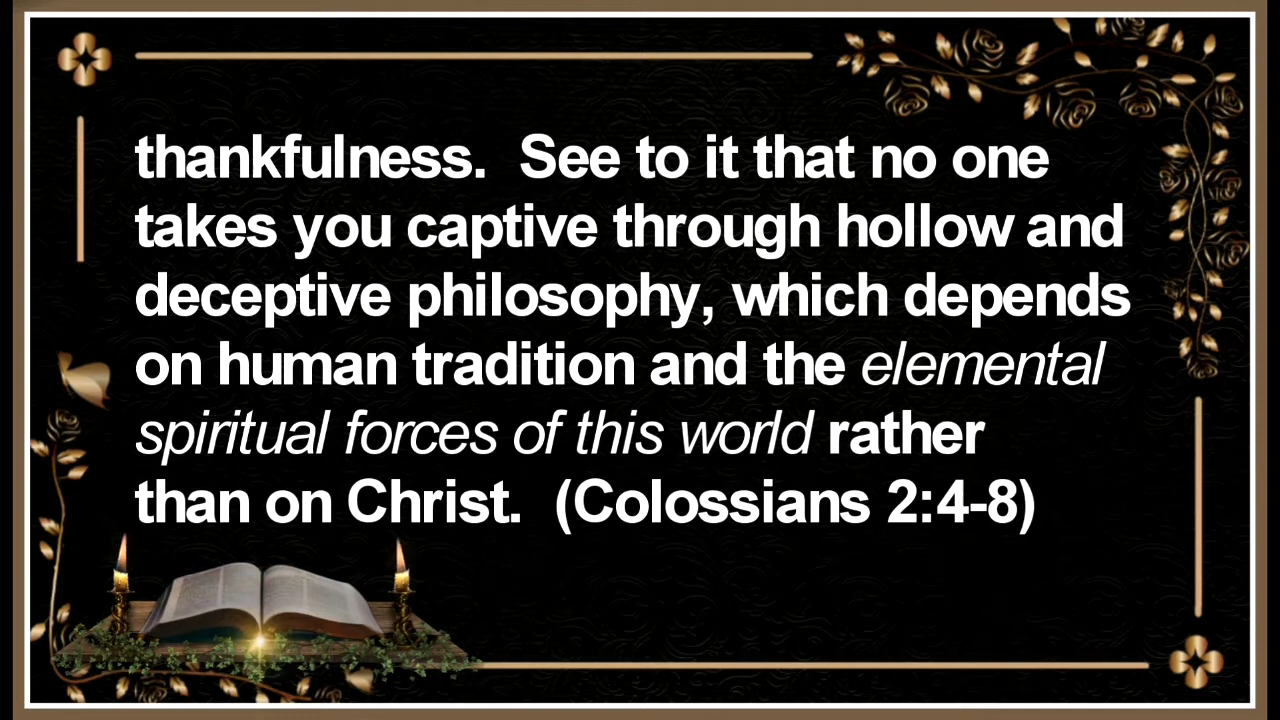 thankfulness.  See to it that no one
takes you captive through hollow and
deceptive philosophy, which depends
on human tradition and the elemental
spiritual forces of this world rather
than on Christ.  (Colossians 2:4-8)